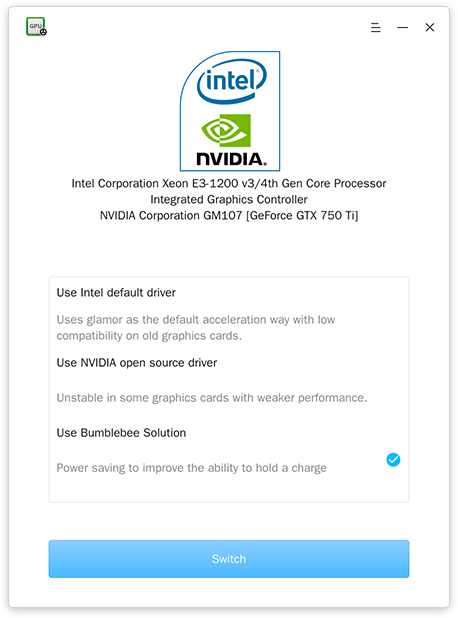 GPU
intel
NVIDIA.
Intel Corporation Xeon E3-1200 v3/4th Gen Core Processor
Integrated Graphics Controller
NVIDIA Corporation GM107 [GeForce GTX 750 Ti]
Use Intel default driver
Uses glamor as the default acceleration way with low
compatibility on old graphics cards.
Use NVIDIA open source driver
Unstable in some graphics cards with weaker performance.
Use Bumblebee Solution
Power saving to improve the ability to hold a charge
Switch